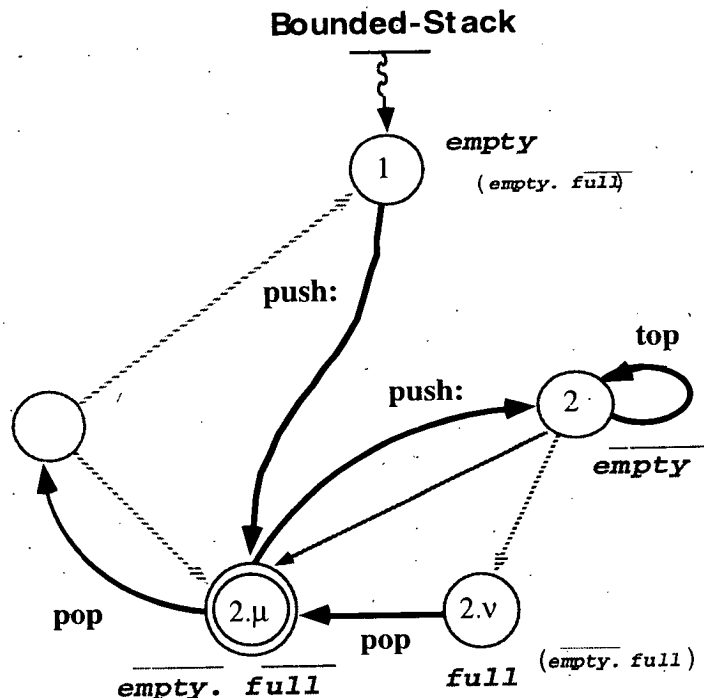 Bounded-Stack
1
empty
(empty. full)
push:
top
push:
2
empty
pop
2.μ
pop
2.ν
empty. full
full
(empty. full)